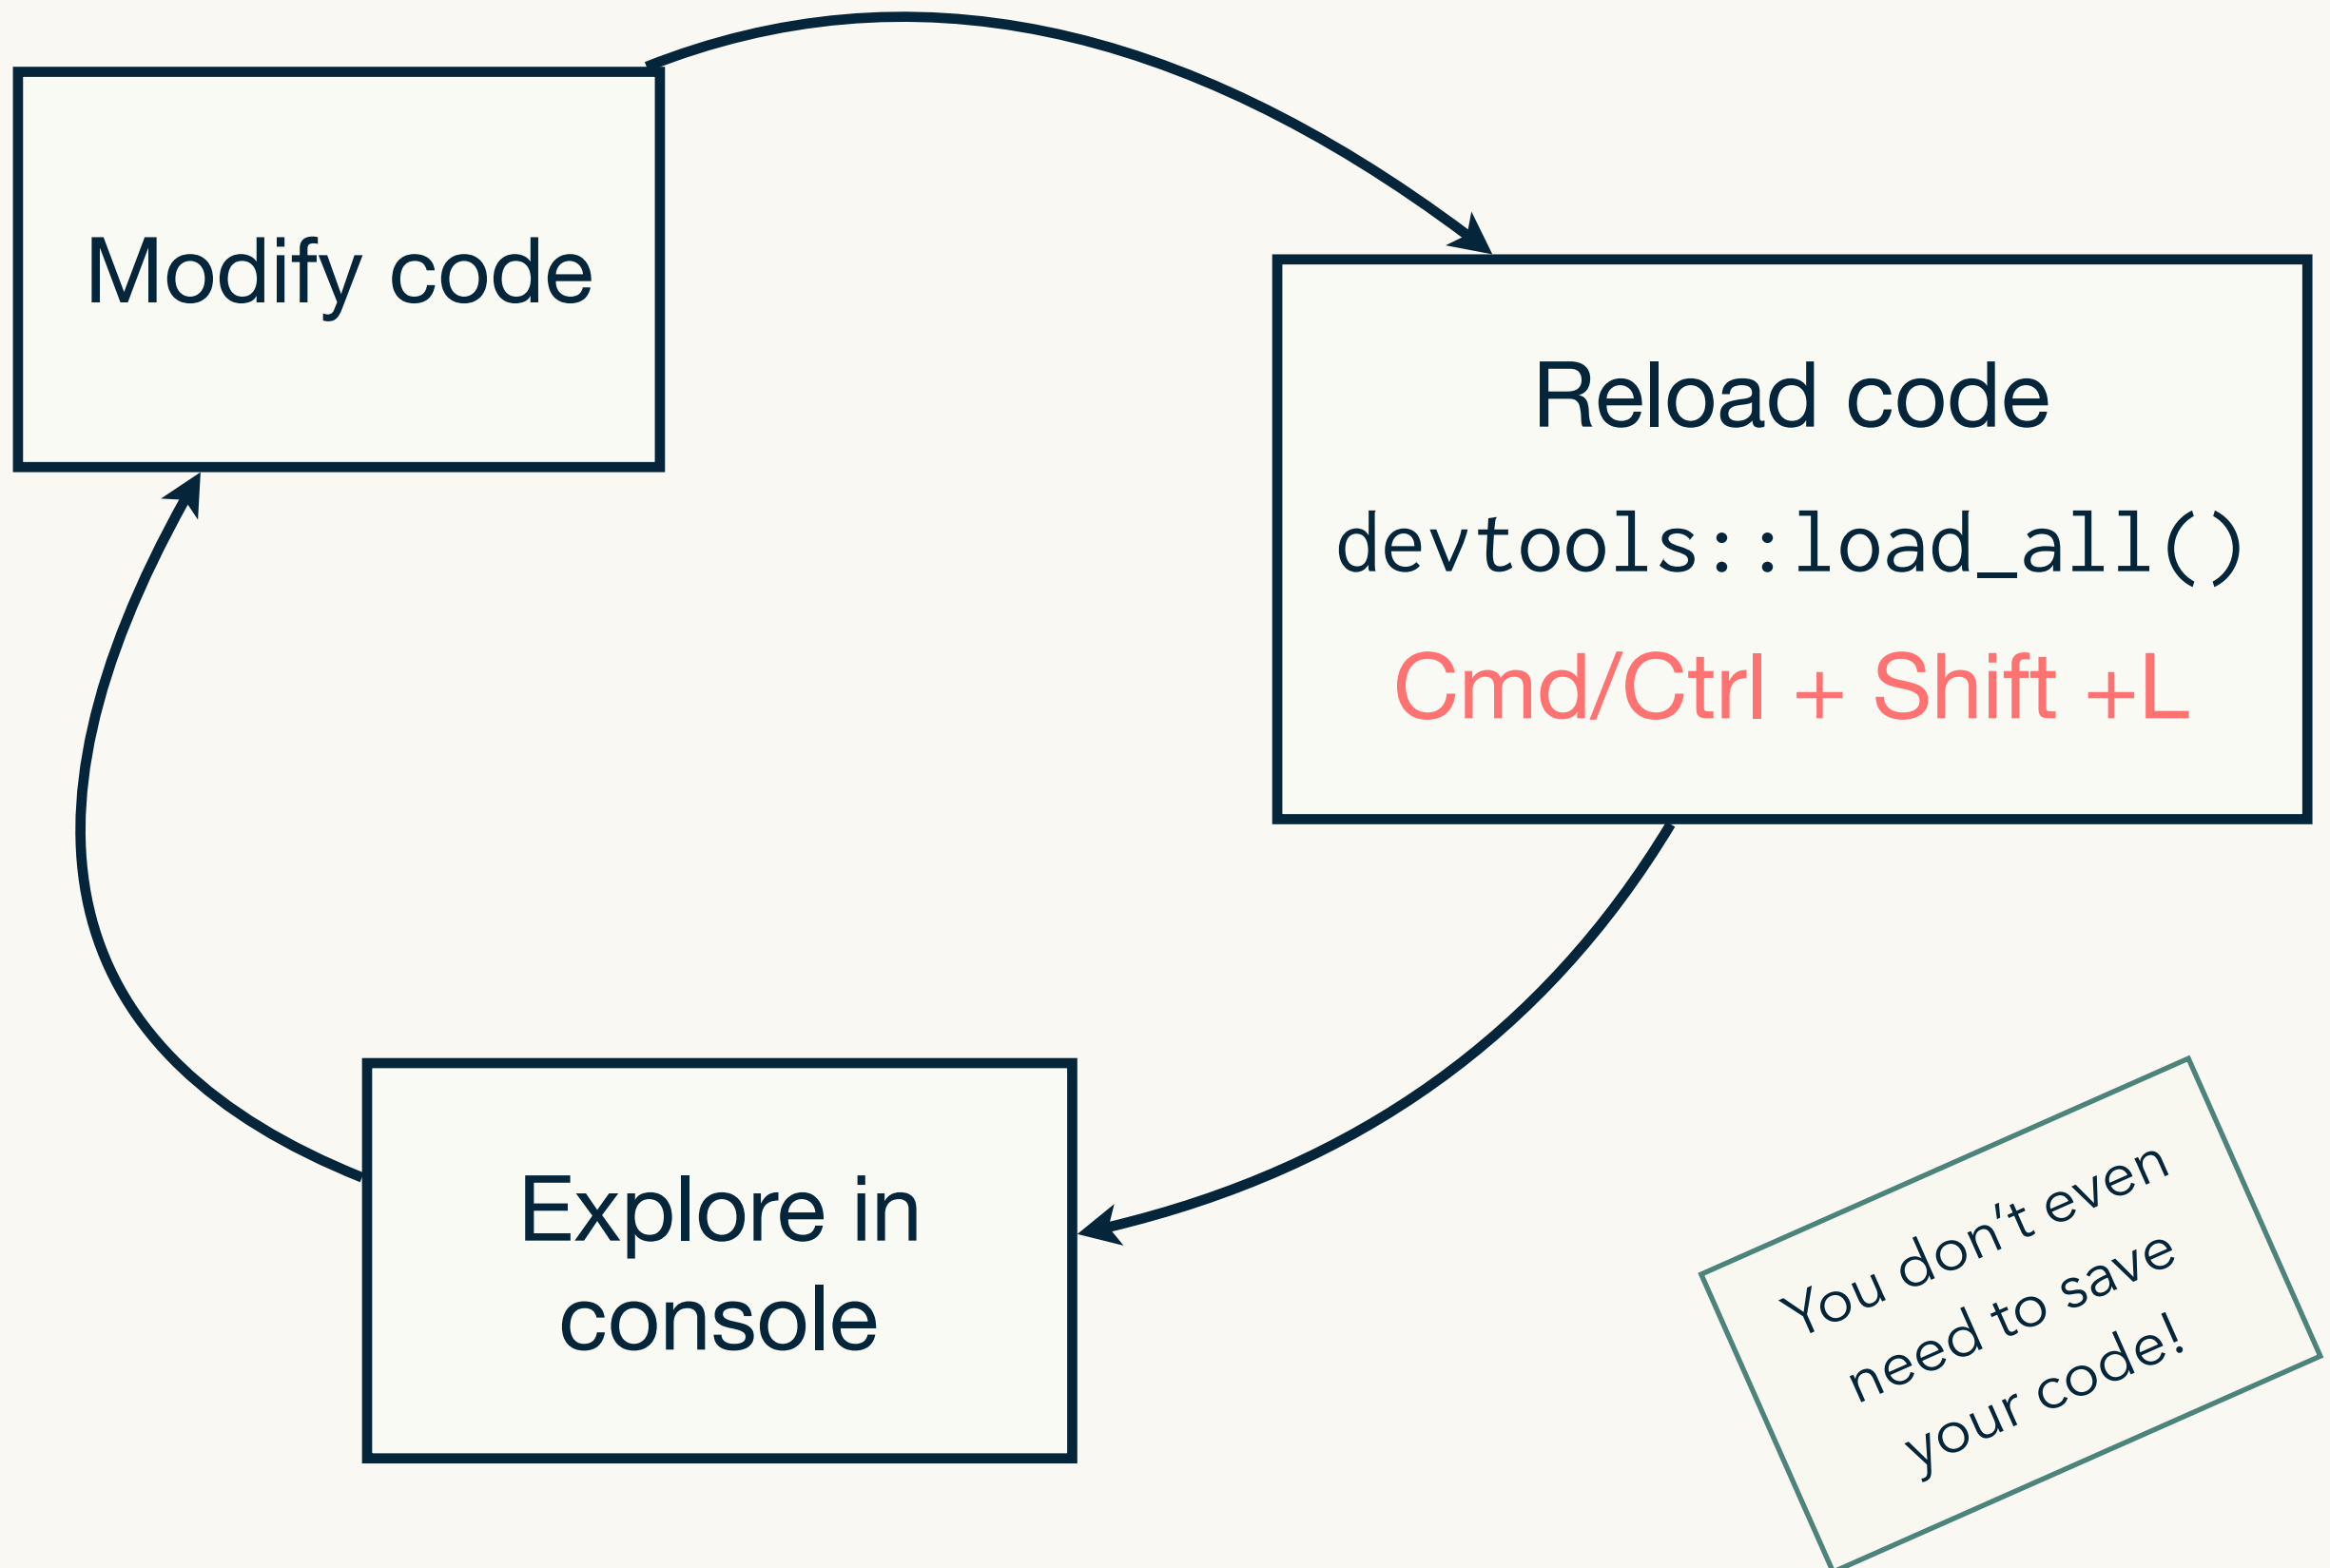 Modify code
Reload code
devtools::load_all()
Cmd/Ctrl + Shift +L
Explore in
console
You don’t even
need to save
your code!